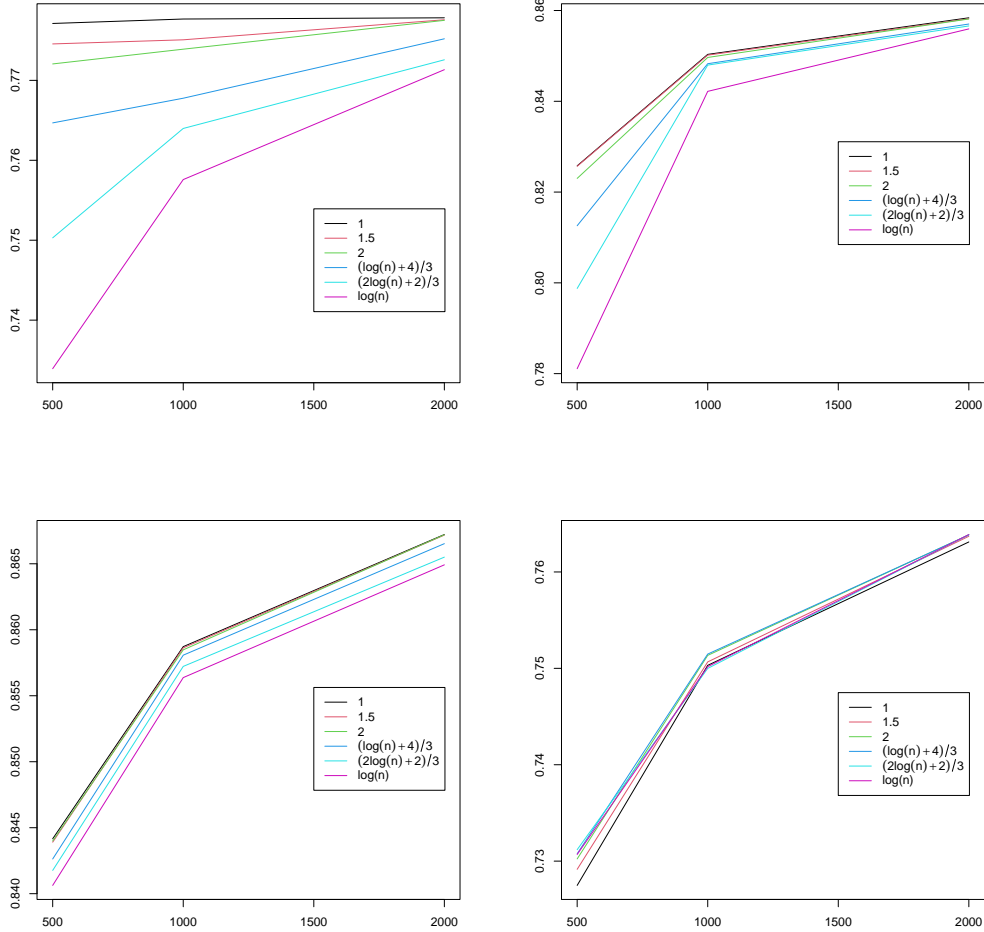 0.74 0.75 0.76 0.77
500 1000 1500 2000
1
1.5
2
(log(n)+4)/3
(2log(n)+2)/3
log(n)
0.78 0.80 0.82 0.84 0.86
500 1000 1500 2000
1
1.5
2
(log(n)+4)/3
(2log(n)+2)/3
log(n)
0.840 0.845 0.850 0.855 0.860 0.865
500 1000 1500 2000
1
1.5
2
(log(n)+4)/3
(2log(n)+2)/3
log(n)
0.73 0.74 0.75 0.76
500 1000 1500 2000
1
1.5
2
(log(n)+4)/3
(2log(n)+2)/3
log(n)